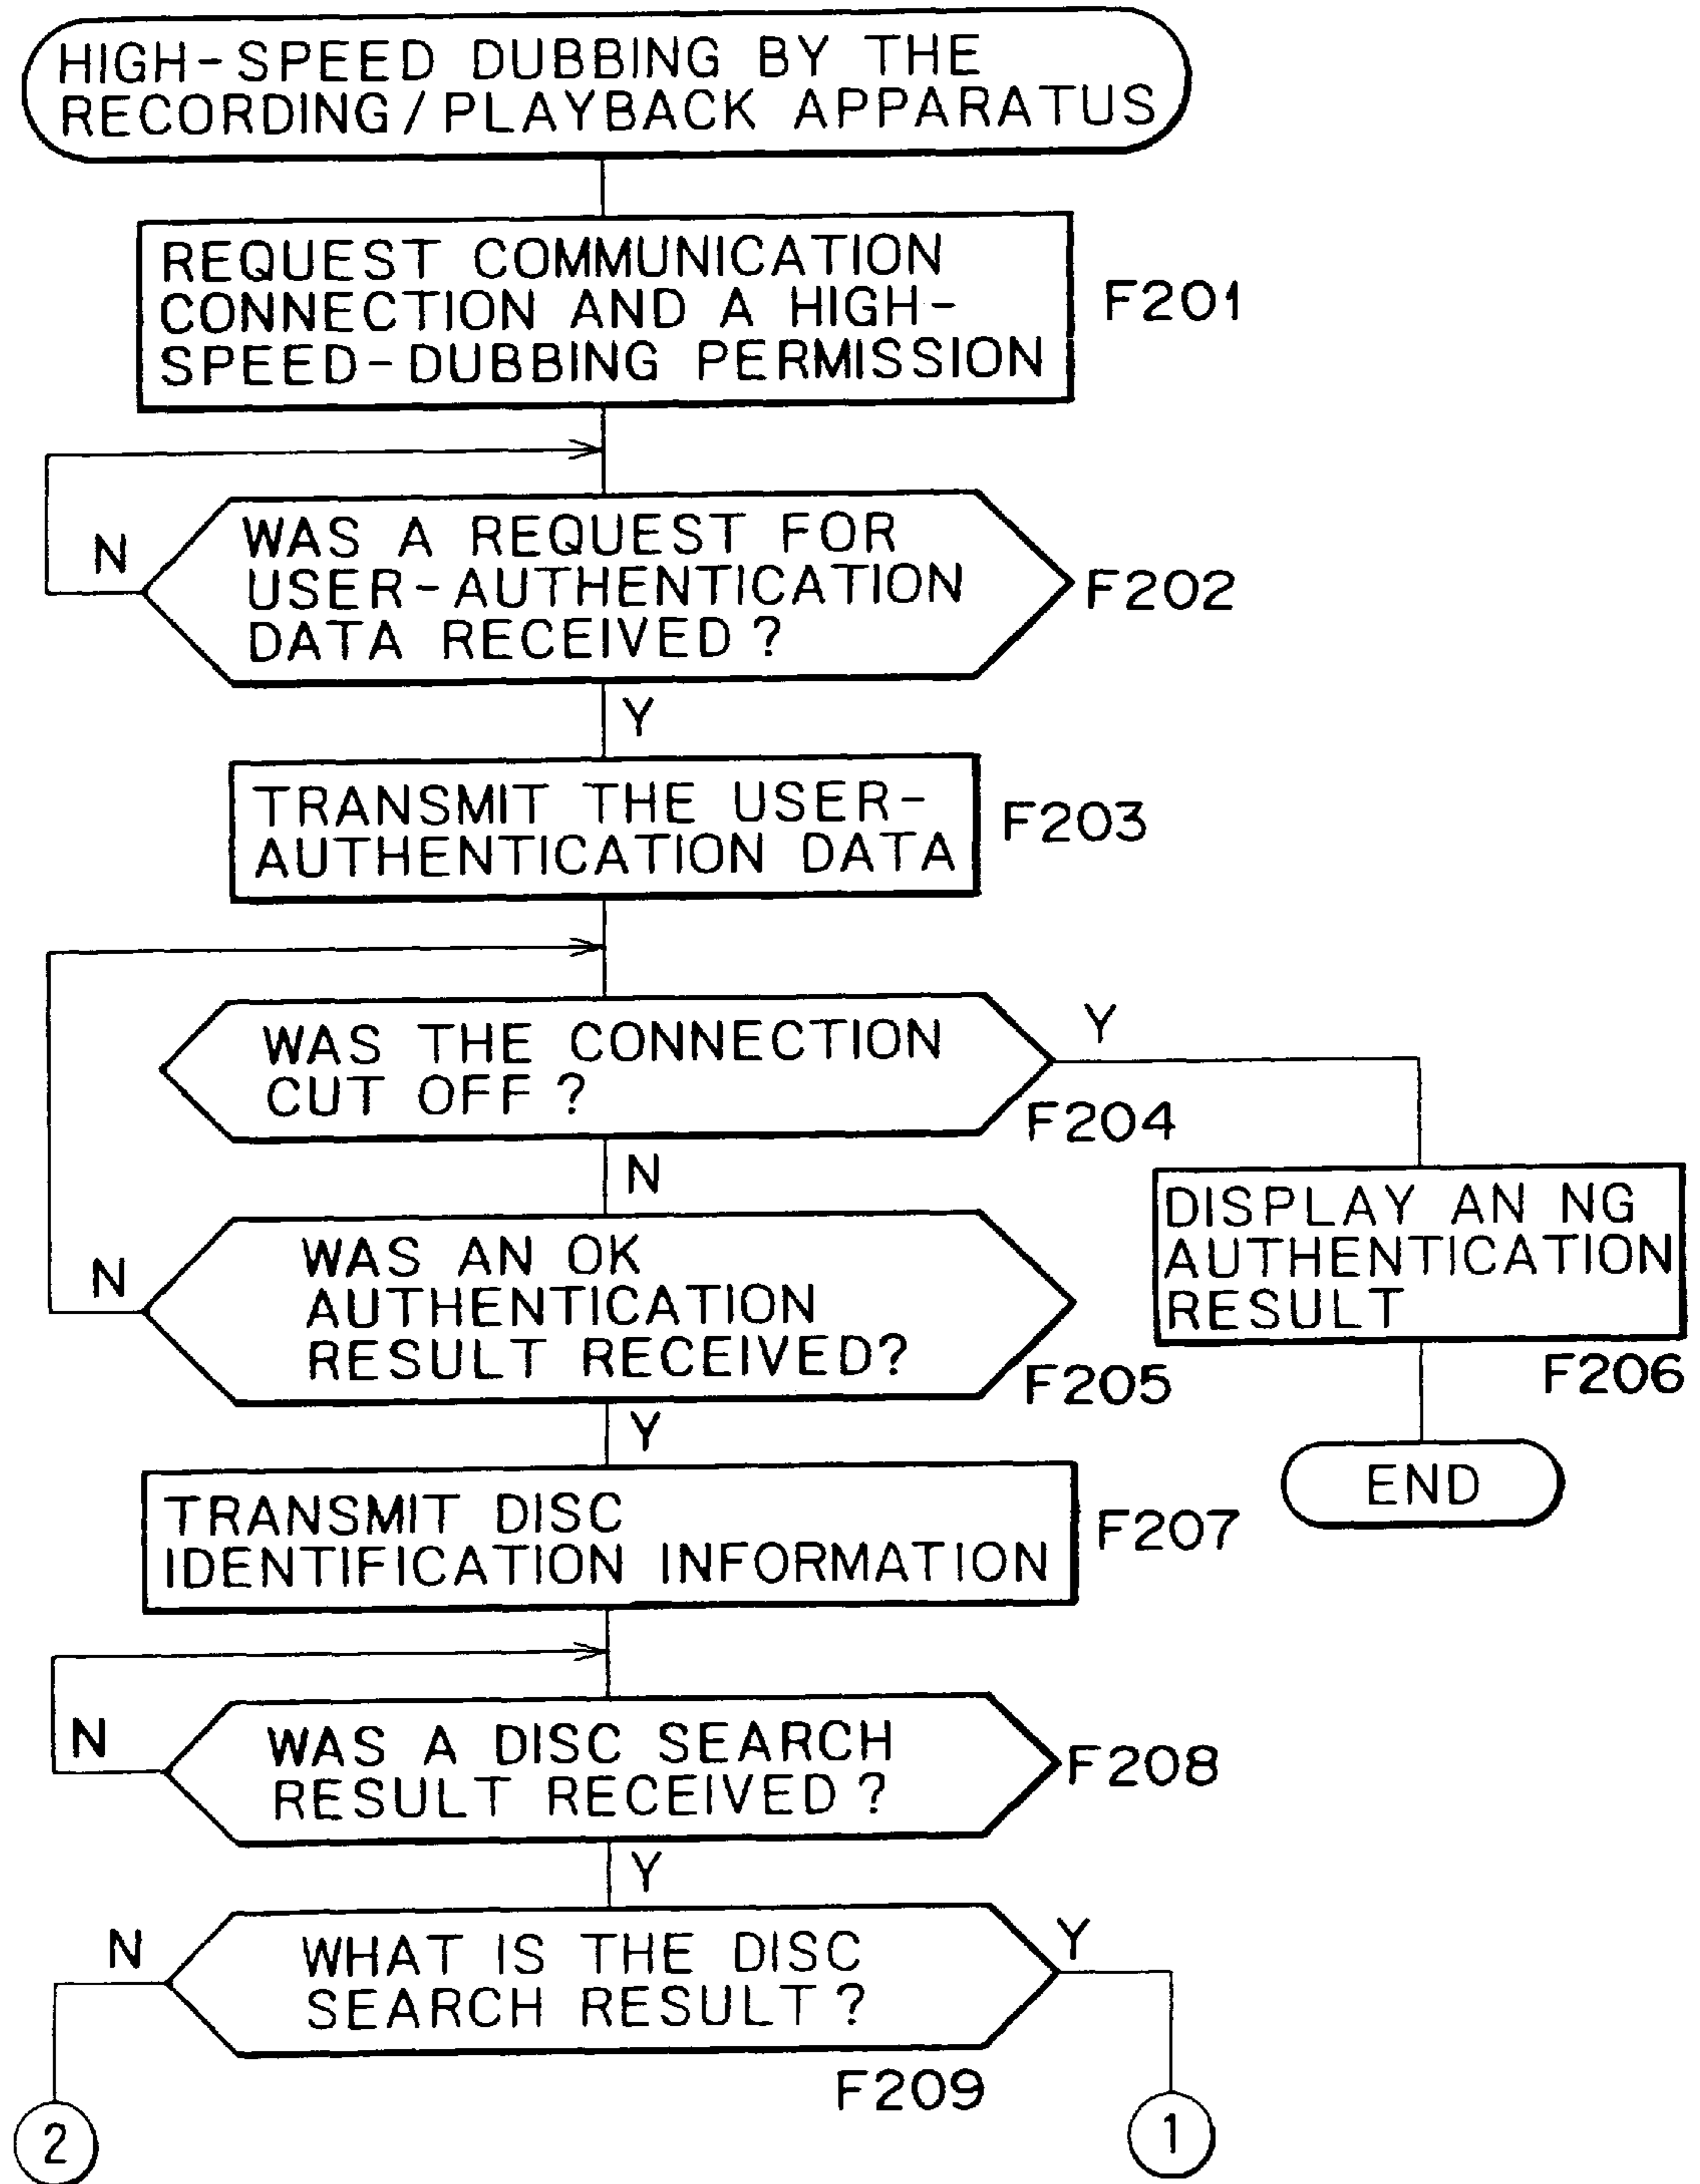 HIGH-SPEED DUBBING BY THE
RECORDING/PLAYBACK APPARATUS
REQUEST COMMUNICATION
CONNECTION AND A HIGH-
SPEED-DUBBING PERMISSION
F201
N
WAS A REQUEST FOR
USER-AUTHENTICATION
DATA RECEIVED?
F202
Y
TRANSMIT THE USER-
AUTHENTICATION DATA
F203
WAS THE CONNECTION
CUT OFF?
Y
F204
N
DISPLAY AN NG
AUTHENTICATION
RESULT
F206
END
N
WAS AN OK
AUTHENTICATION
RESULT RECEIVED?
F205
Y
TRANSMIT DISC
IDENTIFICATION INFORMATION
F207
N
WAS A DISC SEARCH
RESULT RECEIVED?
F208
Y
N
WHAT IS THE DISC
SEARCH RESULT?
Y
F209
2
1